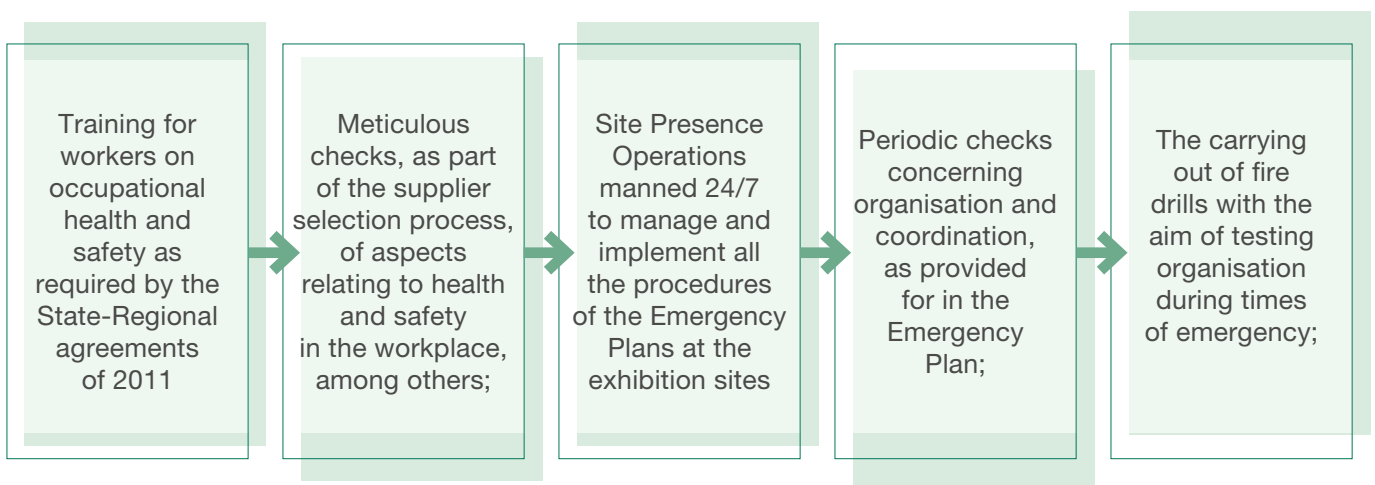 Training for
workers on
occupational
health and
safety as
required by the
State-Regional
agreements
of 2011
Meticulous
checks, as part
of the supplier
selection process,
of aspects
relating to health
and safety
in the workplace,
among others;
Site Presence
Operations
manned 24/7
to manage and
implement all
the procedures
of the Emergency
Plans at the
exhibition sites
Periodic checks
concerning
organisation and
coordination,
as provided
for in the
Emergency
Plan;
The carrying
out of fire
drills with the
aim of testing
organisation
during times
of emergency;